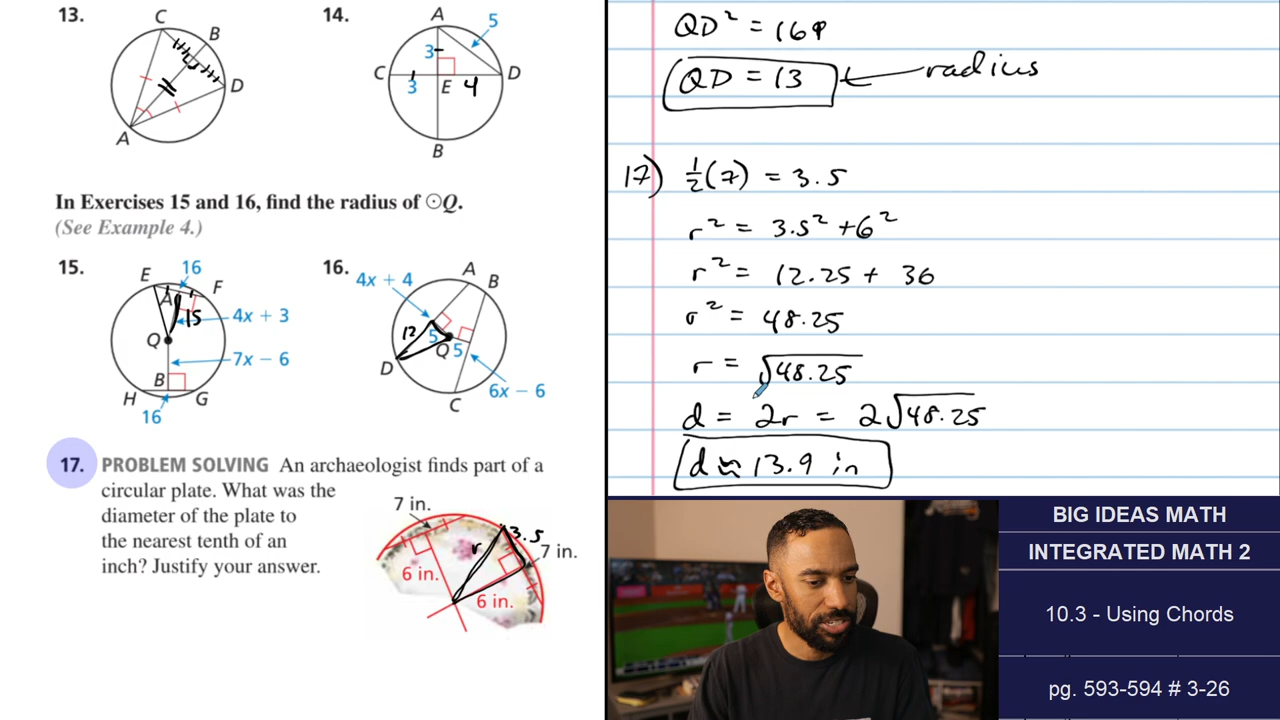 13.
C
B
D
A
14.
A
5
3
C
3
E
4
D
B
In Exercises 15 and 16, find the radius of ⊙Q.
(See Example 4.)
15.
16
E
F
A
15
4x + 3
Q
7x − 6
B
H
G
16
16.
4x + 4
A
B
12
5
Q
5
D
6x − 6
C
17. PROBLEM SOLVING An archaeologist finds part of a
circular plate. What was the
diameter of the plate to
the nearest tenth of an
inch? Justify your answer.
7 in.
3.5
r
7 in.
6 in.
6 in.
QD² = 169
QD = 13 ← radius
17) ½(7) = 3.5
r² = 3.5² + 6²
r² = 12.25 + 36
r² = 48.25
r = √48.25
d = 2r = 2√48.25
d ≈ 13.9 in
BIG IDEAS MATH
INTEGRATED MATH 2
10.3 - Using Chords
pg. 593-594 # 3-26